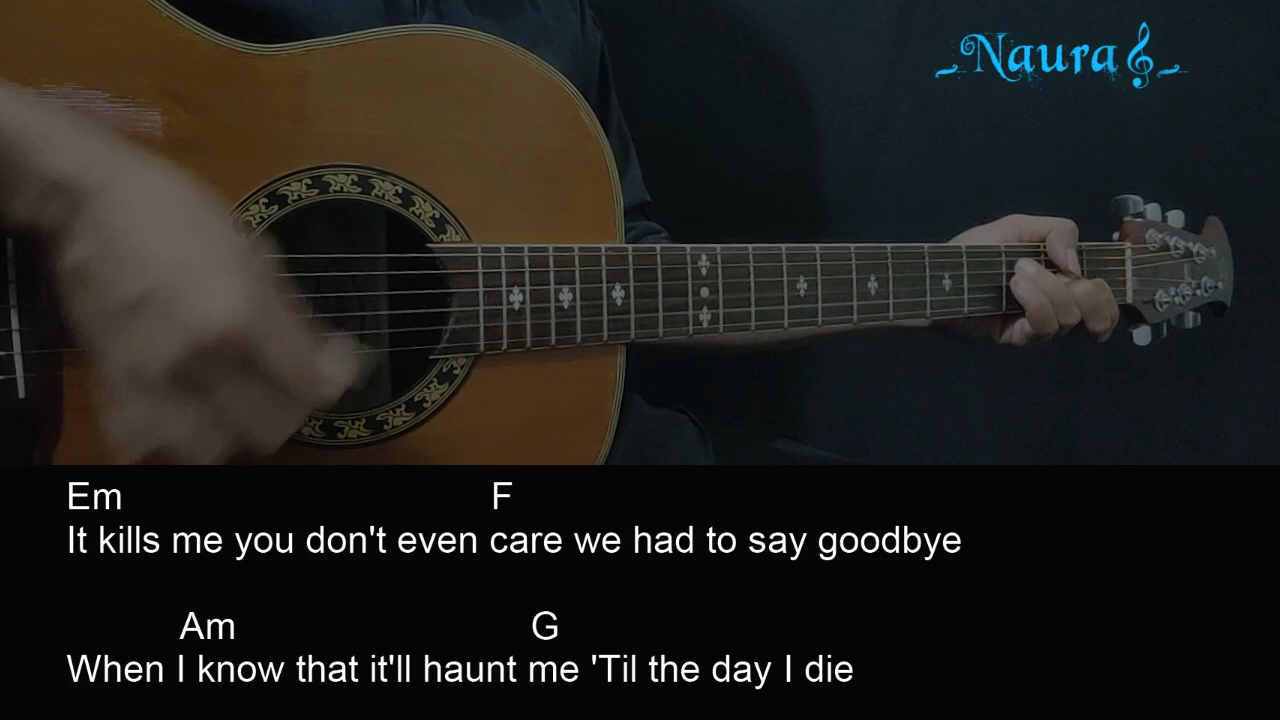 Naura
Em F
It kills me you don't even care we had to say goodbye
Am G
When I know that it'll haunt me 'Til the day I die